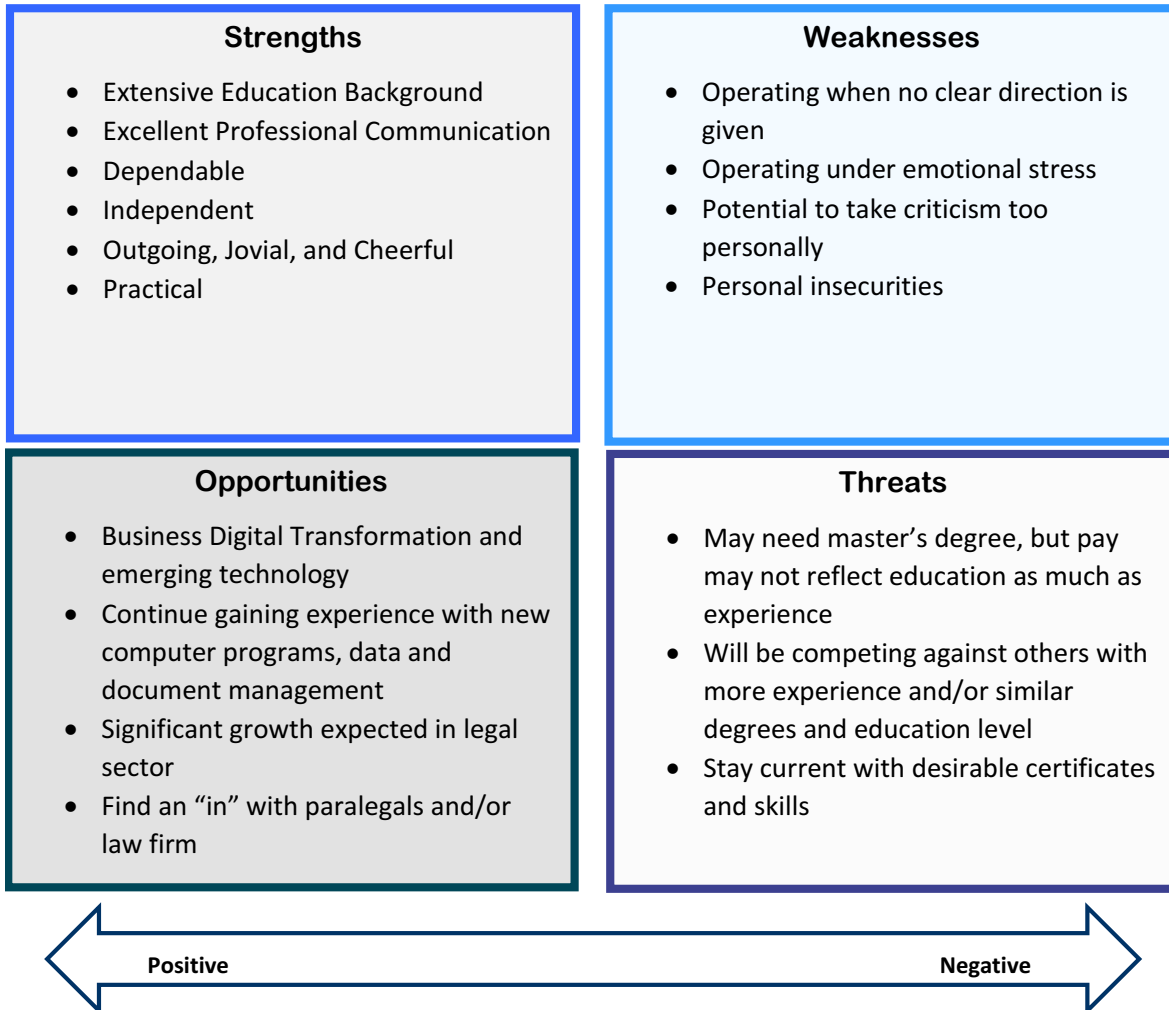 Strengths
• Extensive Education Background
• Excellent Professional Communication
• Dependable
• Independent
• Outgoing, Jovial, and Cheerful
• Practical
Weaknesses
• Operating when no clear direction is
given
• Operating under emotional stress
• Potential to take criticism too
personally
• Personal insecurities
Opportunities
• Business Digital Transformation and
emerging technology
• Continue gaining experience with new
computer programs, data and
document management
• Significant growth expected in legal
sector
• Find an “in” with paralegals and/or
law firm
Threats
• May need master’s degree, but pay
may not reflect education as much as
experience
• Will be competing against others with
more experience and/or similar
degrees and education level
• Stay current with desirable certificates
and skills
Positive
Negative